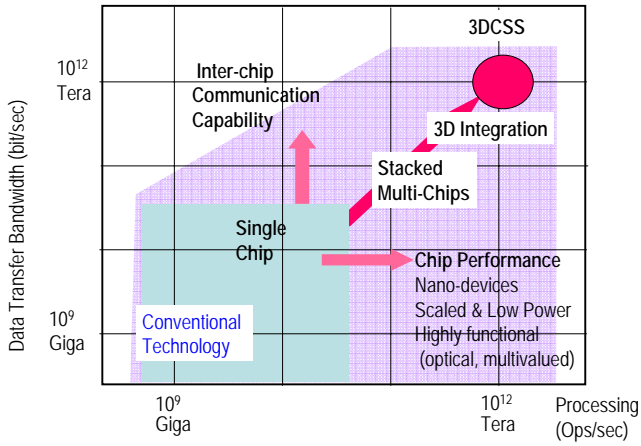 3DCSS
10¹²
Tera
Inter-chip
Communication
Capability
3D Integration
Stacked
Multi-Chips
Data Transfer Bandwidth (bit/sec)
Single
Chip
Chip Performance
Nano-devices
Scaled & Low Power
Highly functional
(optical, multivalued)
10⁹
Giga
Conventional
Technology
10⁹
Giga
10¹²
Tera
Processing
(Ops/sec)